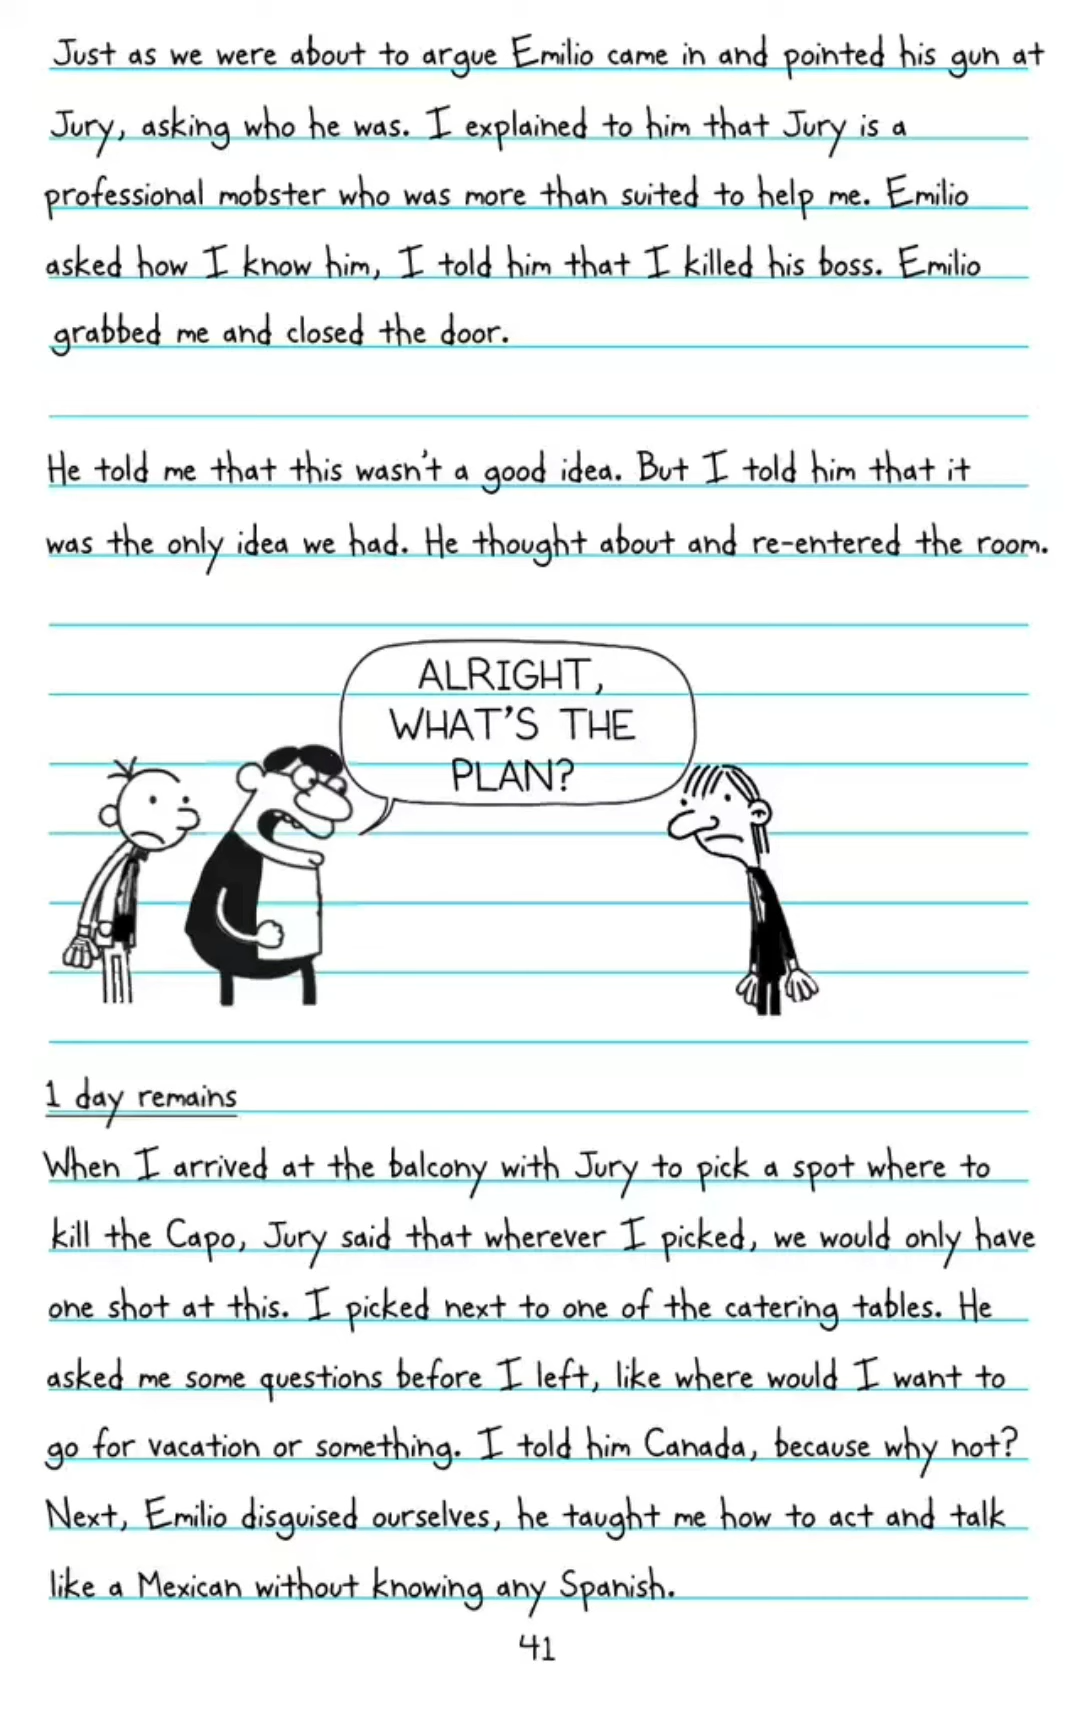 Just as we were about to argue Emilio came in and pointed his gun at
Jury, asking who he was. I explained to him that Jury is a
professional mobster who was more than suited to help me. Emilio
asked how I know him, I told him that I killed his boss. Emilio
grabbed me and closed the door.
He told me that this wasn't a good idea. But I told him that it
was the only idea we had. He thought about and re-entered the room.
ALRIGHT,
WHAT'S THE
PLAN?
1 day remains
When I arrived at the balcony with Jury to pick a spot where to
kill the Capo, Jury said that wherever I picked, we would only have
one shot at this. I picked next to one of the catering tables. He
asked me some questions before I left, like where would I want to
go for vacation or something. I told him Canada, because why not?
Next, Emilio disguised ourselves, he taught me how to act and talk
like a Mexican without knowing any Spanish.
41